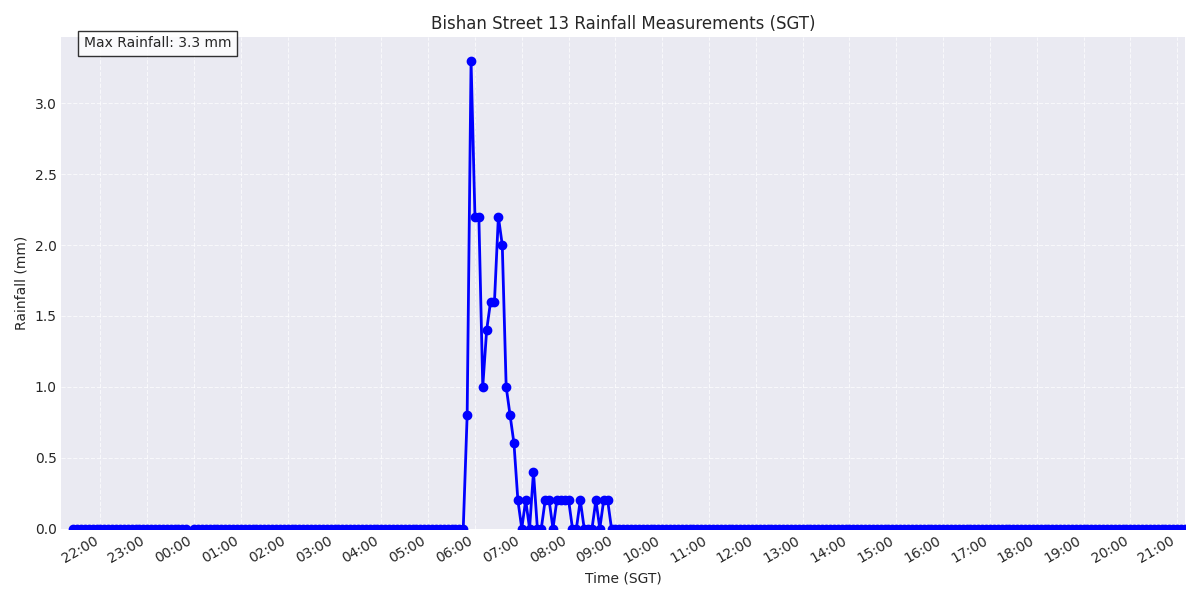 Bishan Street 13 Rainfall Measurements (SGT)
Max Rainfall: 3.3 mm
Rainfall (mm)
3.0
2.5
2.0
1.5
1.0
0.5
0.0
22:00 23:00 00:00 01:00 02:00 03:00 04:00 05:00 06:00 07:00 08:00 09:00 10:00 11:00 12:00 13:00 14:00 15:00 16:00 17:00 18:00 19:00 20:00 21:00
Time (SGT)